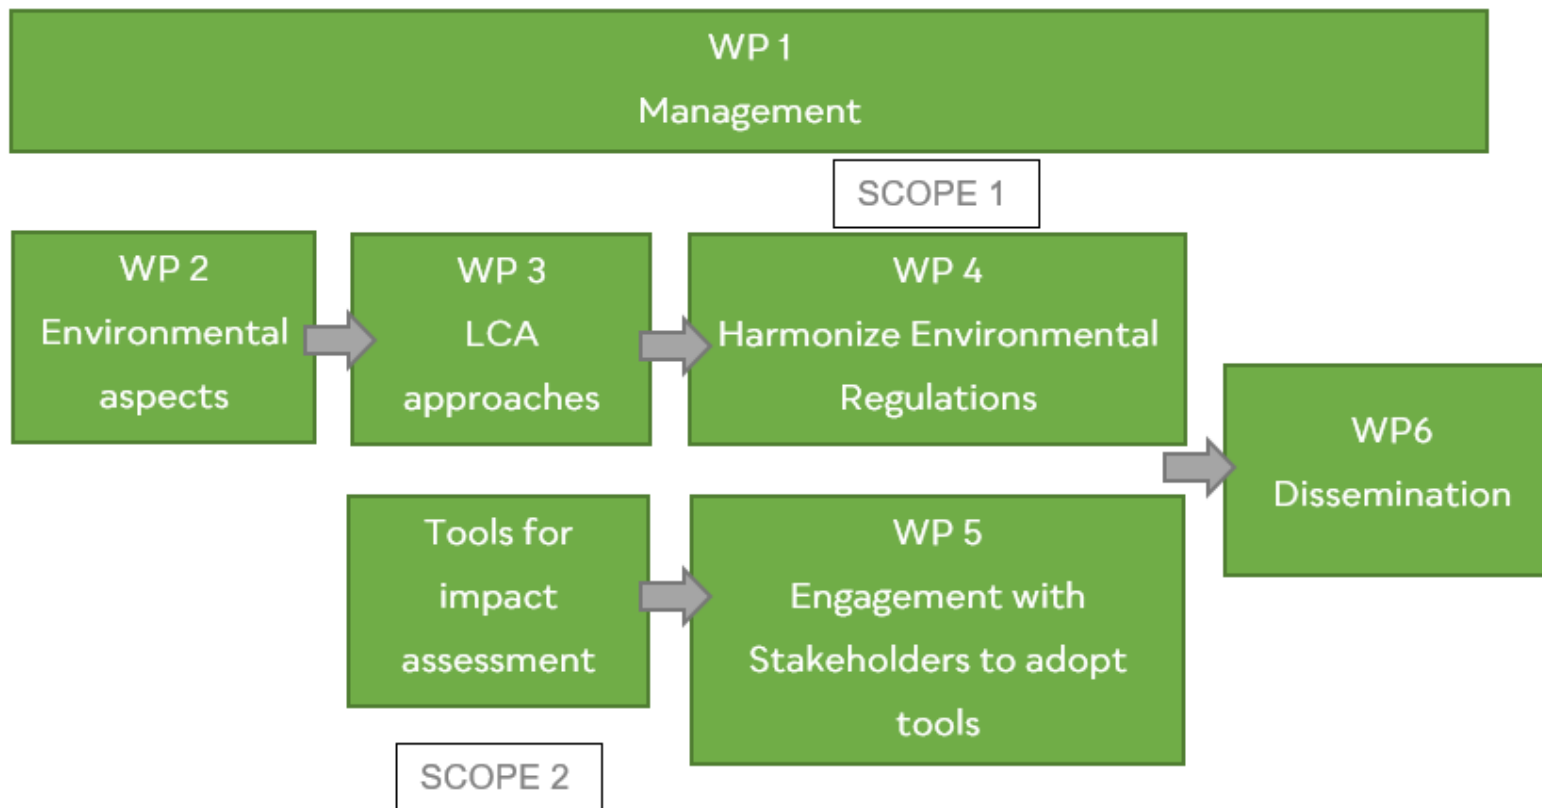 WP 1
Management
SCOPE 1
WP 2
Environmental
aspects
WP 3
LCA
approaches
WP 4
Harmonize Environmental
Regulations
WP6
Dissemination
Tools for
impact
assessment
WP 5
Engagement with
Stakeholders to adopt
tools
SCOPE 2